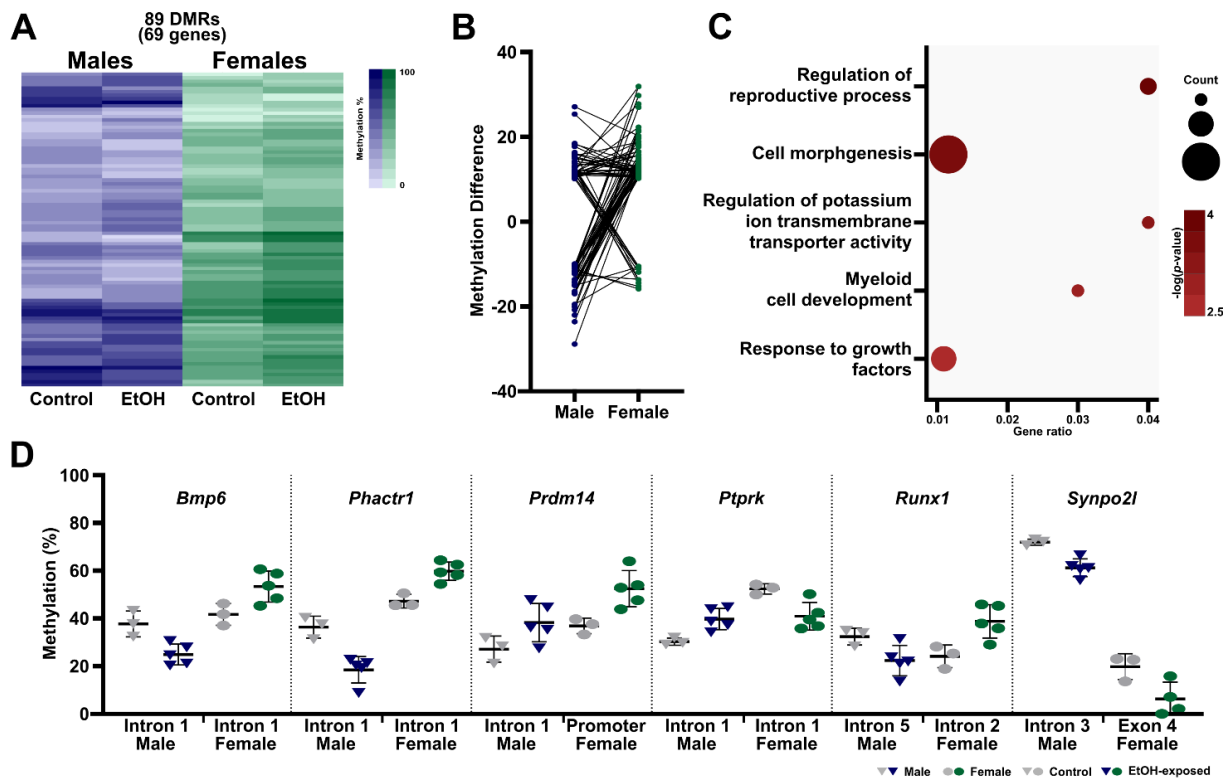 A
89 DMRs
(69 genes)
Males
Females
Methylation %
100
0
Control
EtOH
Control
EtOH
B
Methylation Difference
40
20
0
-20
-40
Male
Female
C
Regulation of
reproductive process
Cell morphgenesis
Regulation of potassium
ion transmembrane
transporter activity
Myeloid
cell development
Response to growth
factors
0.01
0.02
0.03
0.04
Gene ratio
Count
4
-log(p-value)
2.5
D
Methylation (%)
100
80
60
40
20
0
Bmp6
Phactr1
Prdm14
Ptprk
Runx1
Synpo2l
Intron 1
Male
Intron 1
Female
Intron 1
Male
Intron 1
Female
Intron 1
Male
Promoter
Female
Intron 1
Male
Intron 1
Female
Intron 5
Male
Intron 2
Female
Intron 3
Male
Exon 4
Female
Male
Female
Control
EtOH-exposed